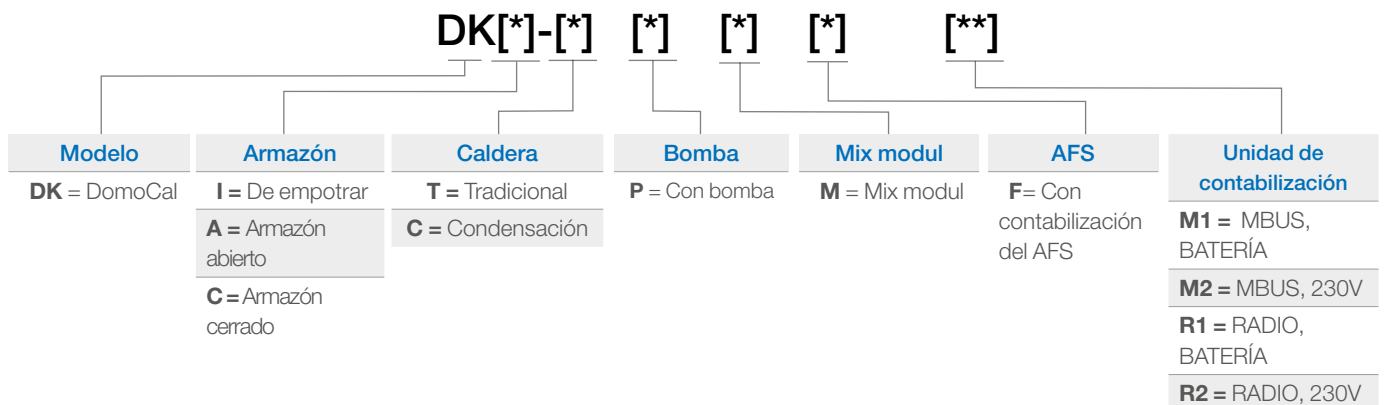 DK[*]-[*] [*] [*] [*] [**]
Modelo
DK = DomoCal
Armazón
I = De empotrar
A = Armazón
abierto
C = Armazón
cerrado
Caldera
T = Tradicional
C = Condensación
Bomba
P = Con bomba
Mix modul
M = Mix modul
AFS
F= Con
contabilización
del AFS
Unidad de
contabilización
M1 = MBUS,
BATERÍA
M2 = MBUS, 230V
R1 = RADIO,
BATERÍA
R2 = RADIO, 230V